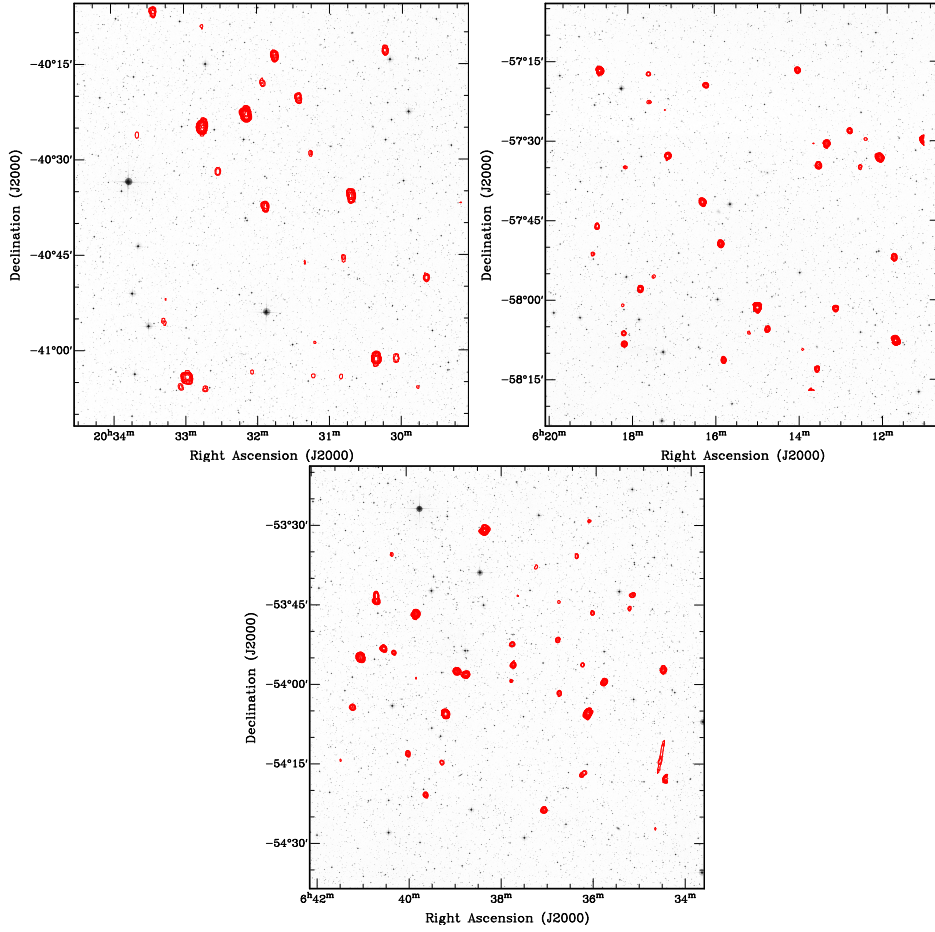 −40°15′
−40°30′
−40°45′
−41°00′
Declination (J2000)
20ʰ34ᵐ 33ᵐ 32ᵐ 31ᵐ 30ᵐ
Right Ascension (J2000)
−57°15′
−57°30′
−57°45′
−58°00′
−58°15′
Declination (J2000)
6ʰ20ᵐ 18ᵐ 16ᵐ 14ᵐ 12ᵐ
Right Ascension (J2000)
−53°30′
−53°45′
−54°00′
−54°15′
−54°30′
Declination (J2000)
6ʰ42ᵐ 40ᵐ 38ᵐ 36ᵐ 34ᵐ
Right Ascension (J2000)